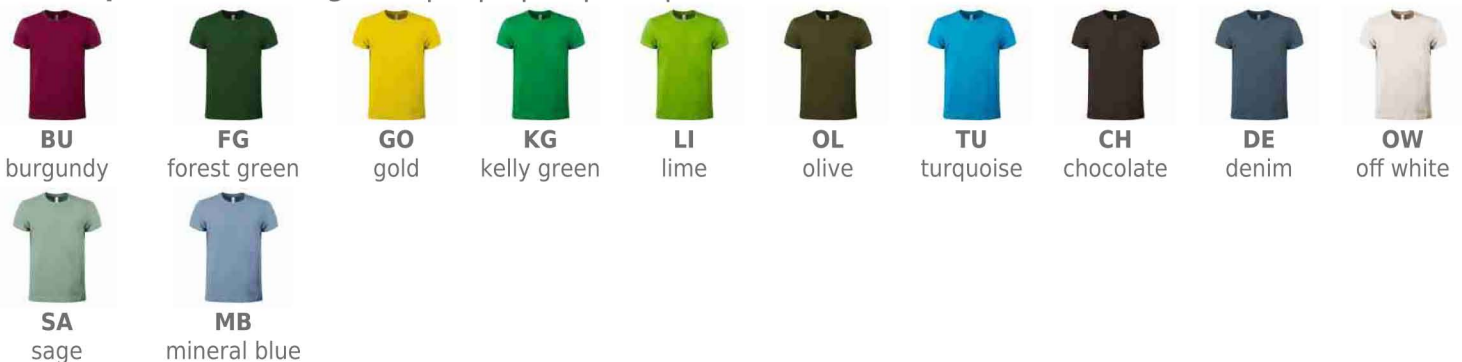 BU FG GO KG LI OL TU CH DE OW
burgundy forest green gold kelly green lime olive turquoise chocolate denim off white
SA MB
sage mineral blue